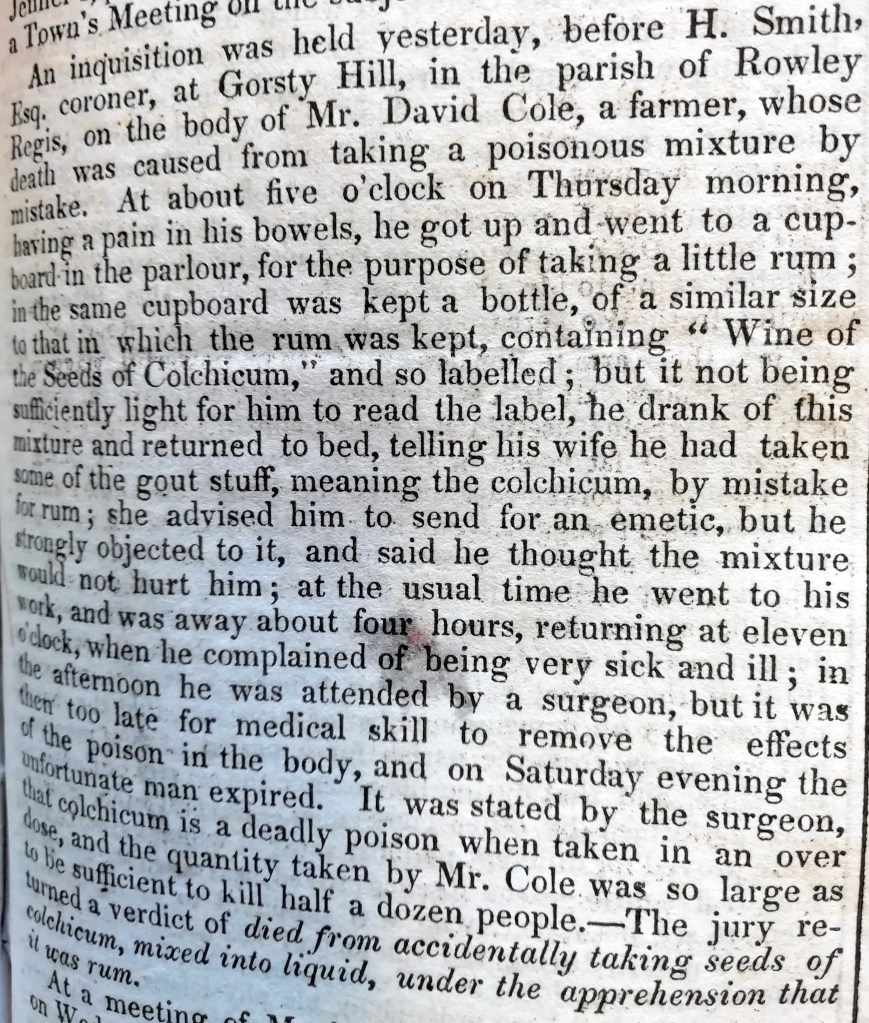 a Town's Meeting on the
An inquisition was held yesterday, before H. Smith,
Esq. coroner, at Gorsty Hill, in the parish of Rowley
Regis, on the body of Mr. David Cole, a farmer, whose
death was caused from taking a poisonous mixture by
mistake. At about five o'clock on Thursday morning,
having a pain in his bowels, he got up and went to a cup-
board in the parlour, for the purpose of taking a little rum ;
in the same cupboard was kept a bottle, of a similar size
to that in which the rum was kept, containing “ Wine of
the Seeds of Colchicum,” and so labelled ; but it not being
sufficiently light for him to read the label, he drank of this
mixture and returned to bed, telling his wife he had taken
some of the gout stuff, meaning the colchicum, by mistake
for rum ; she advised him to send for an emetic, but he
strongly objected to it, and said he thought the mixture
would not hurt him ; at the usual time he went to his
work, and was away about four hours, returning at eleven
o'clock, when he complained of being very sick and ill ; in
the afternoon he was attended by a surgeon, but it was
then too late for medical skill to remove the effects
of the poison in the body, and on Saturday evening the
unfortunate man expired. It was stated by the surgeon,
that colchicum is a deadly poison when taken in an over
dose, and the quantity taken by Mr. Cole was so large as
to be sufficient to kill half a dozen people.—The jury re-
turned a verdict of died from accidentally taking seeds of
colchicum, mixed into liquid, under the apprehension that
it was rum.
At a meeting of
on